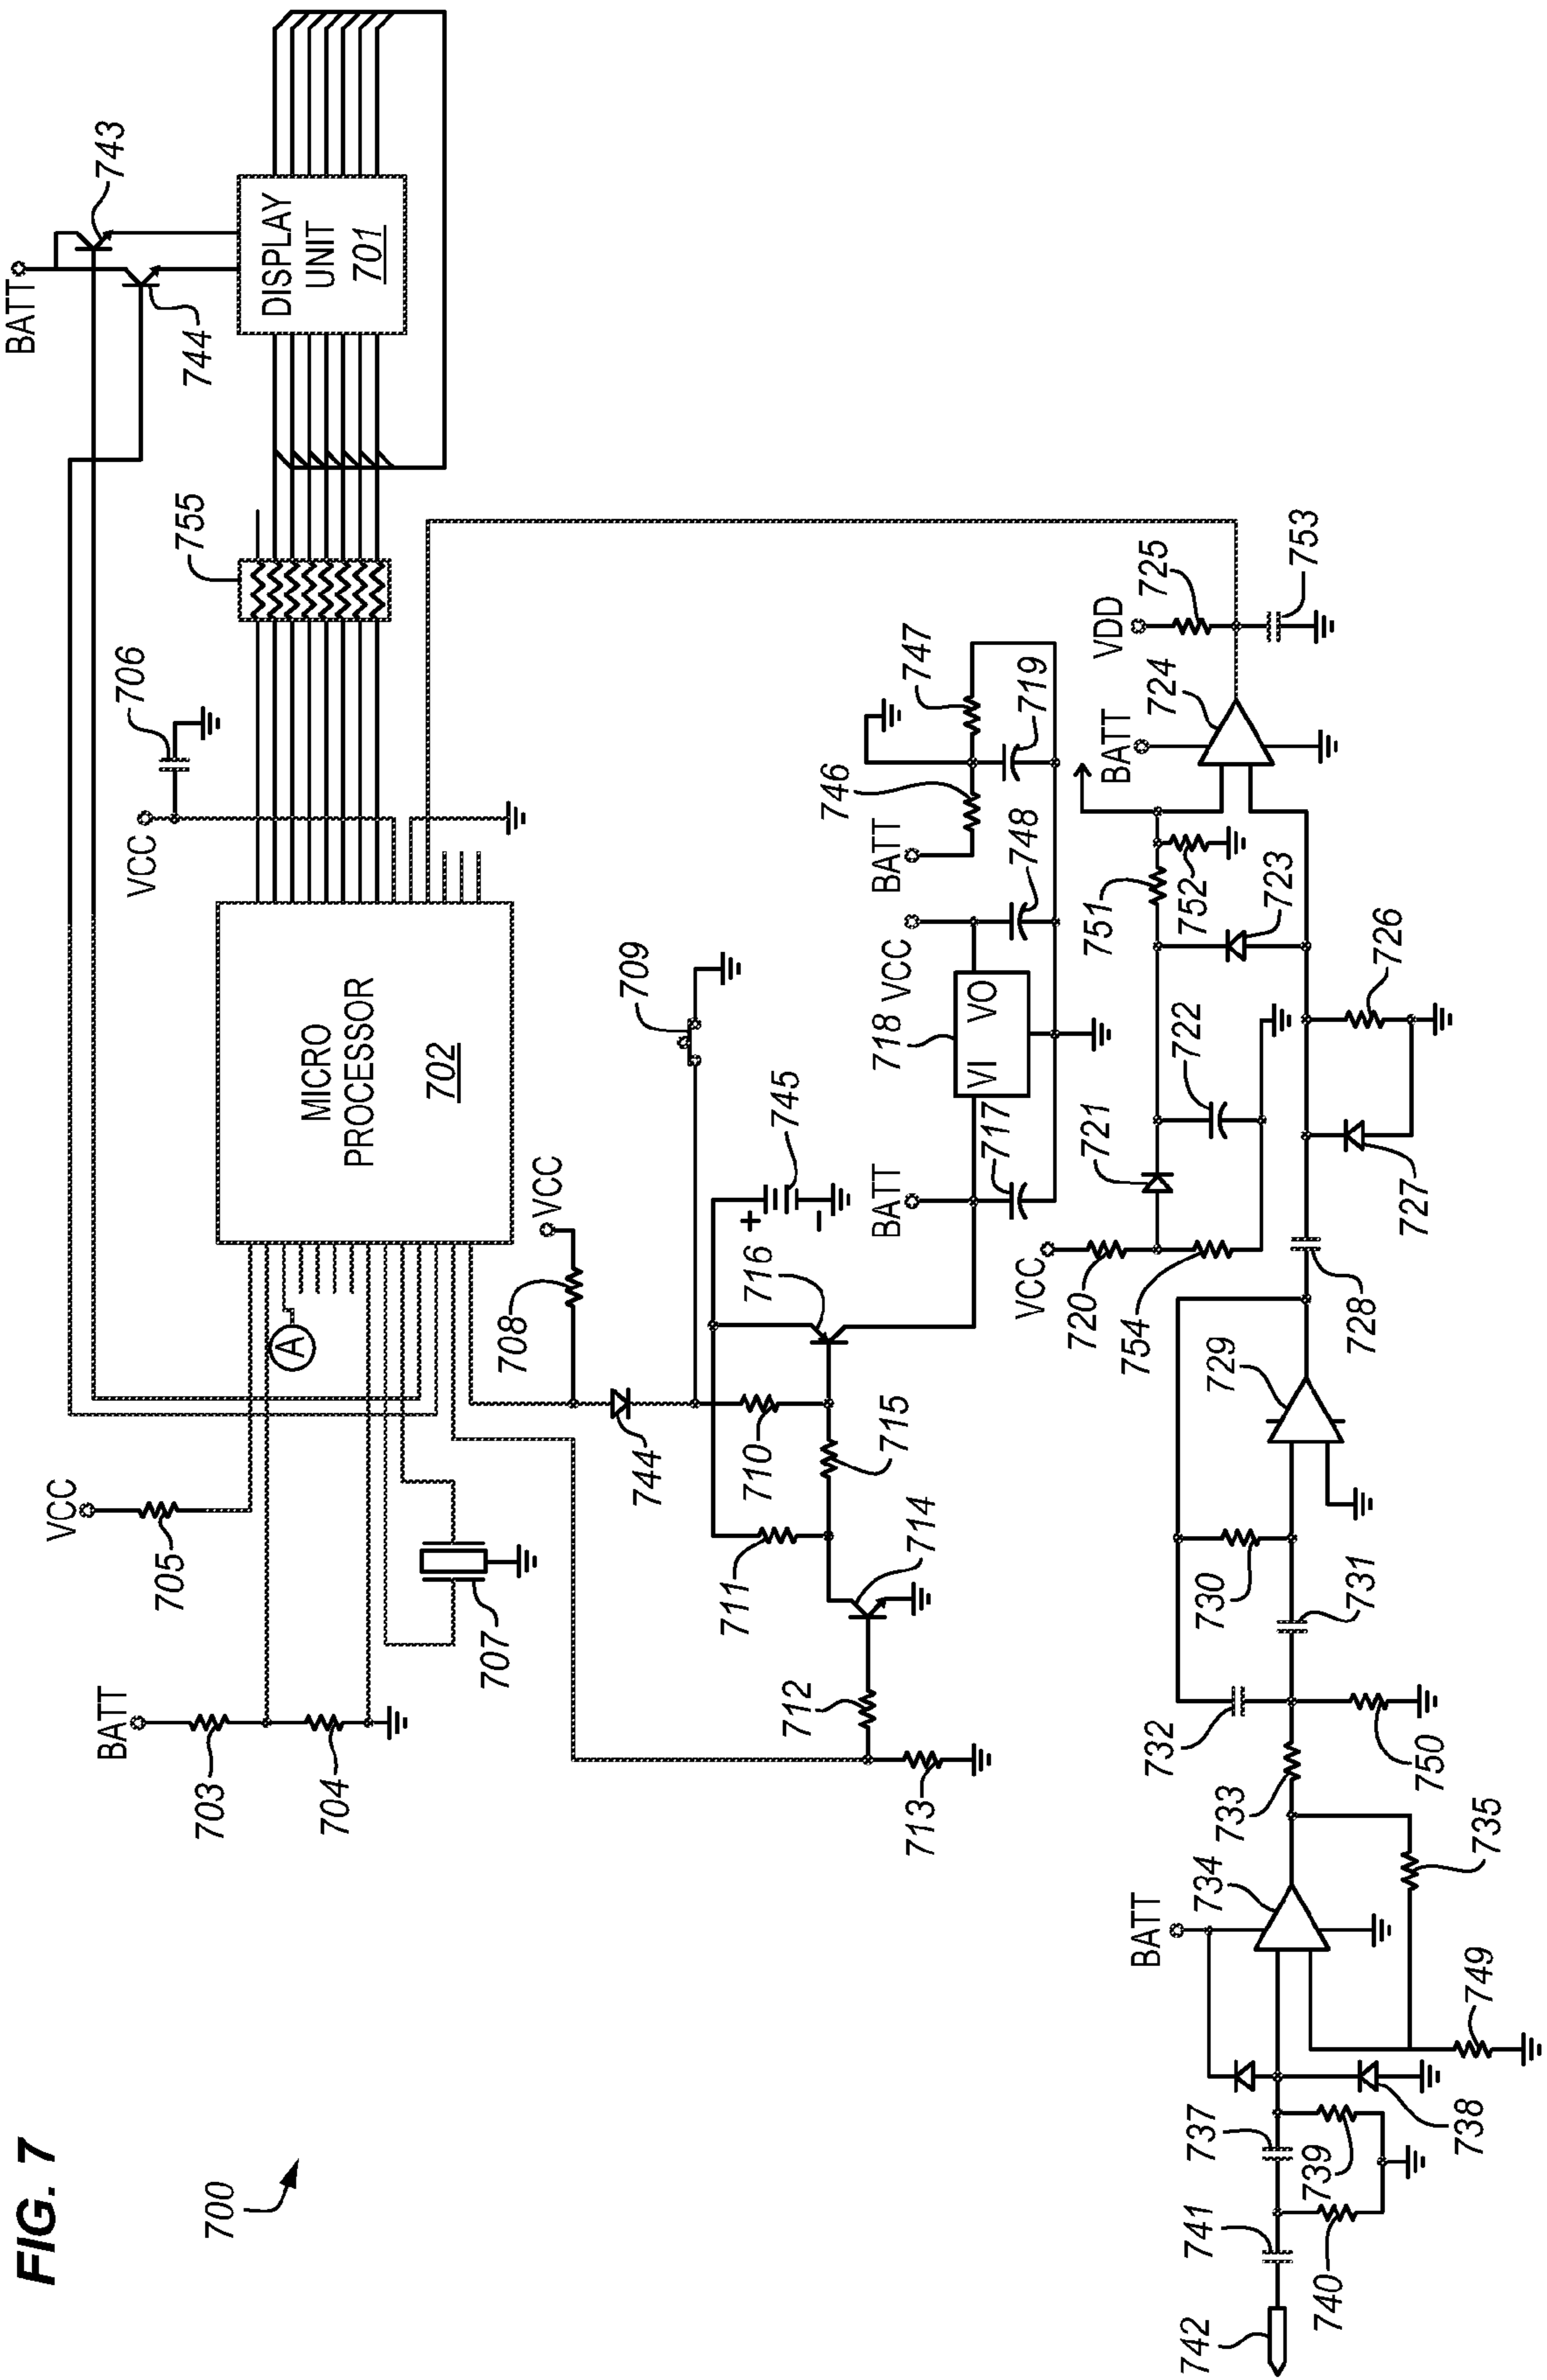 FIG. 7
700
BATT
743
744
DISPLAY
UNIT
701
755
706
VCC
MICRO
PROCESSOR
702
A
VCC
705
BATT
703
704
707
708
VCC
709
744
710
711
712
713
714
715
716
745
+
−
BATT
717
718
VI
VO
VCC
748
BATT
746
747
719
VCC
720
754
721
722
751
752
723
BATT
724
VDD
725
753
726
727
728
729
730
731
732
733
750
BATT
734
735
749
737
738
739
740
741
742